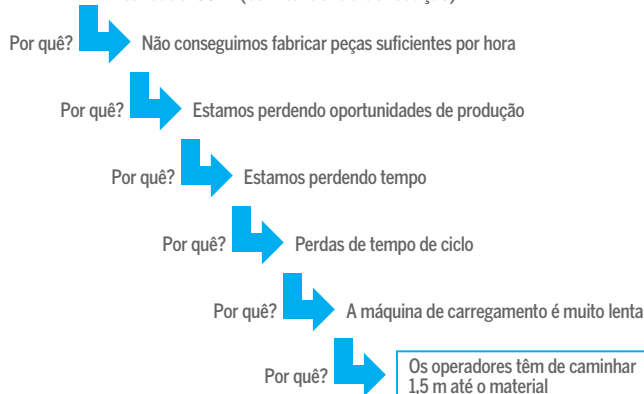 Por quê? Não conseguimos fabricar peças suficientes por hora
Por quê? Estamos perdendo oportunidades de produção
Por quê? Estamos perdendo tempo
Por quê? Perdas de tempo de ciclo
Por quê? A máquina de carregamento é muito lenta
Por quê? Os operadores têm de caminhar
1,5 m até o material